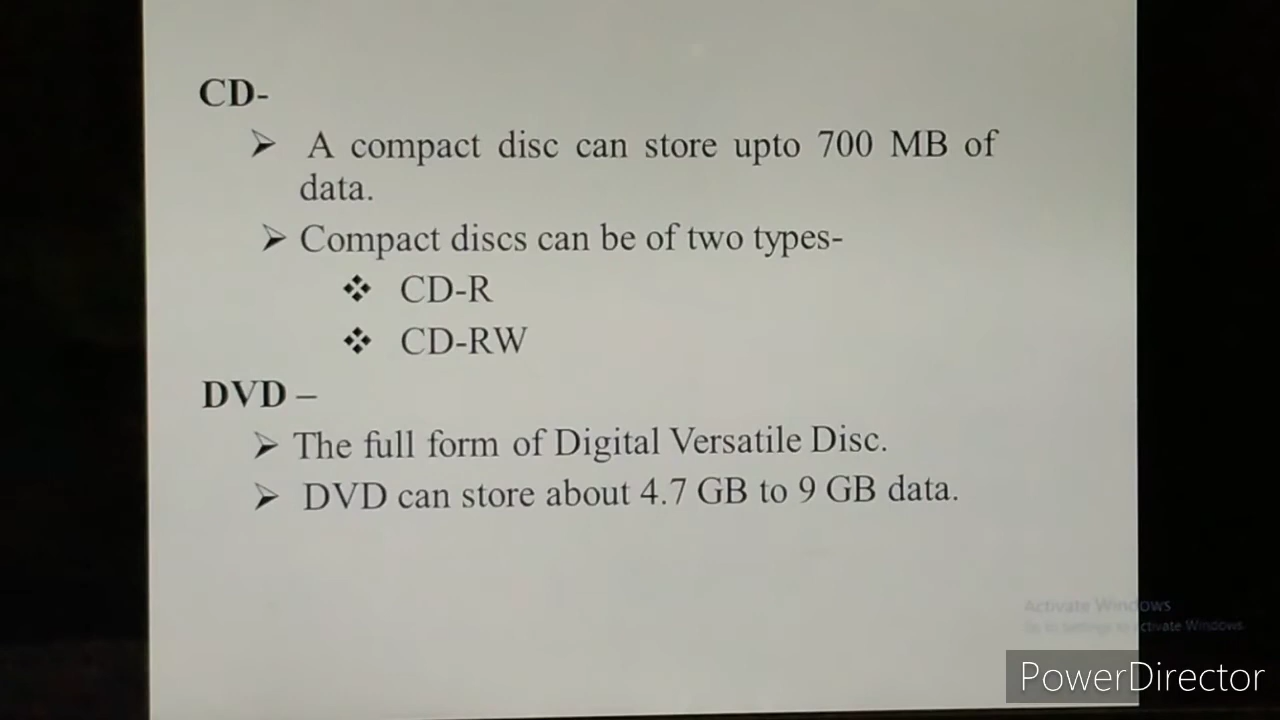 CD-
➢ A compact disc can store upto 700 MB of
data.
➢ Compact discs can be of two types-
❖ CD-R
❖ CD-RW
DVD –
➢ The full form of Digital Versatile Disc.
➢ DVD can store about 4.7 GB to 9 GB data.
Activate Windows
Go to Settings to activate Windows.
PowerDirector